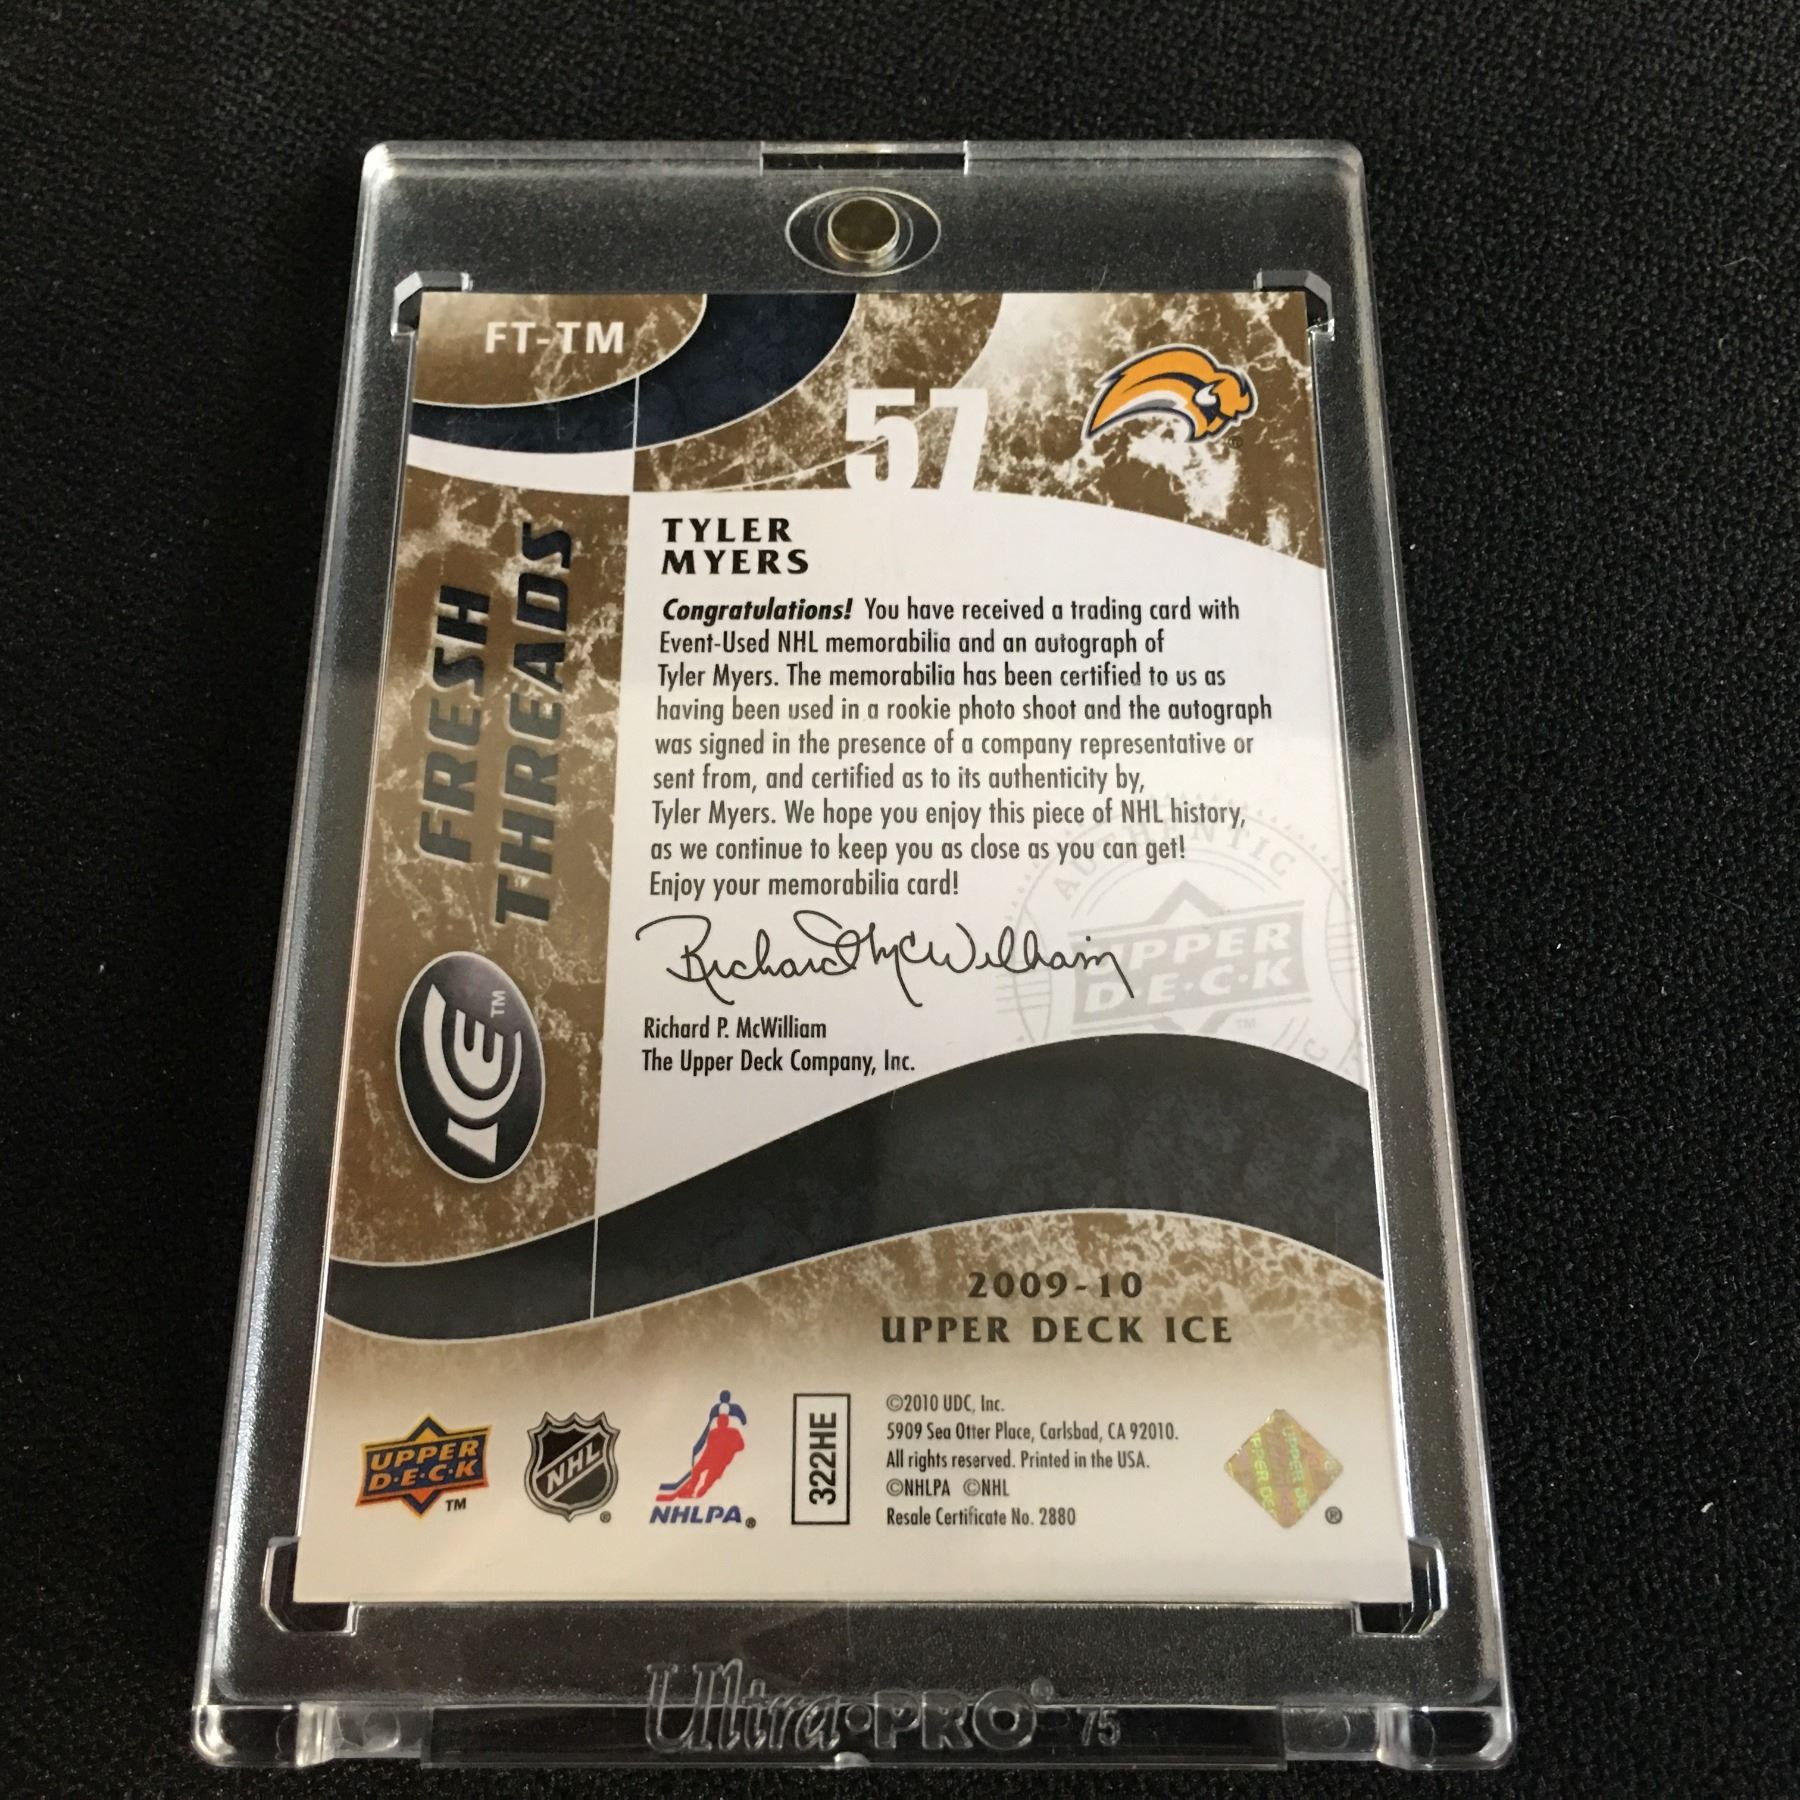 FT-TM
57
TYLER
MYERS
Congratulations! You have received a trading card with
Event-Used NHL memorabilia and an autograph of
Tyler Myers. The memorabilia has been certified to us as
having been used in a rookie photo shoot and the autograph
was signed in the presence of a company representative or
sent from, and certified as to its authenticity by,
Tyler Myers. We hope you enjoy this piece of NHL history,
as we continue to keep you as close as you can get!
Enjoy your memorabilia card!
Richard McWilliam
Richard P. McWilliam
The Upper Deck Company, Inc.
AUTHENTIC
UPPER
D·E·C·K
TM
FRESH
THREADS
ICE TM
2009-10
UPPER DECK ICE
UPPER
D·E·C·K
TM
NHL
®
NHLPA®
322HE
©2010 UDC, Inc.
5909 Sea Otter Place, Carlsbad, CA 92010.
All rights reserved. Printed in the USA.
©NHLPA ©NHL
Resale Certificate No. 2880
®
Ultra·PRO® 75